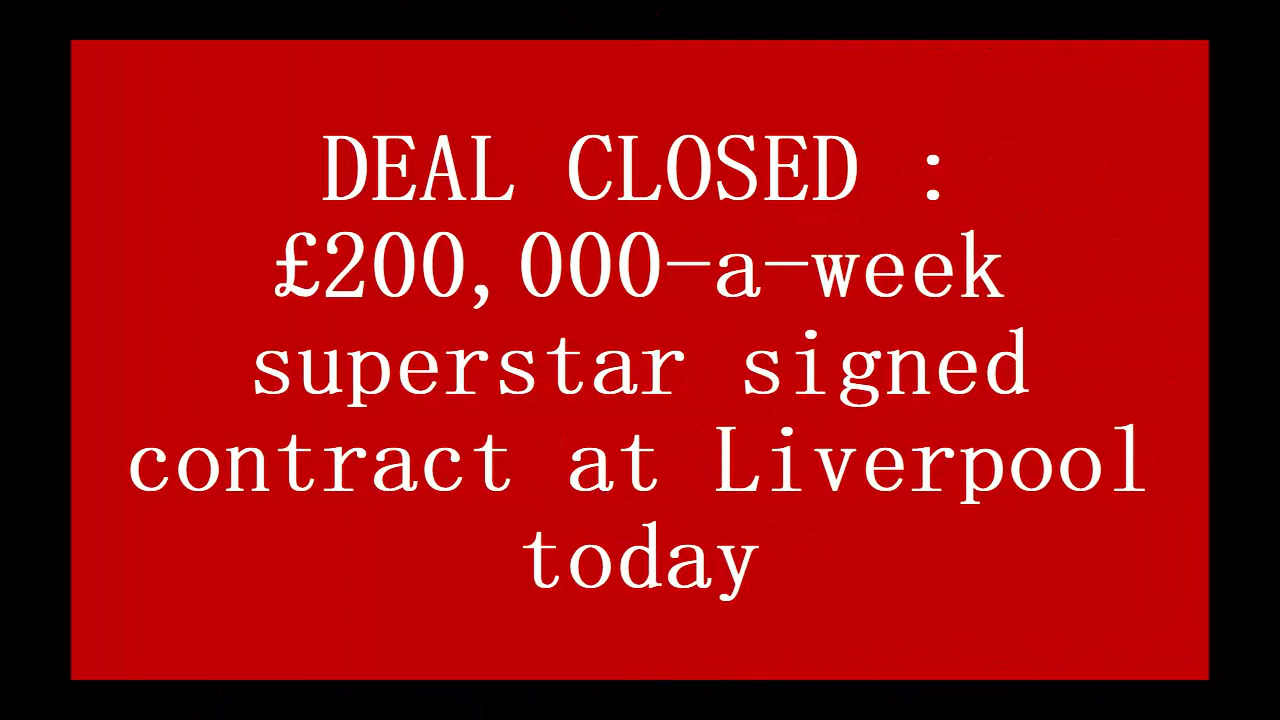 DEAL CLOSED :
£200,000-a-week
superstar signed
contract at Liverpool
today